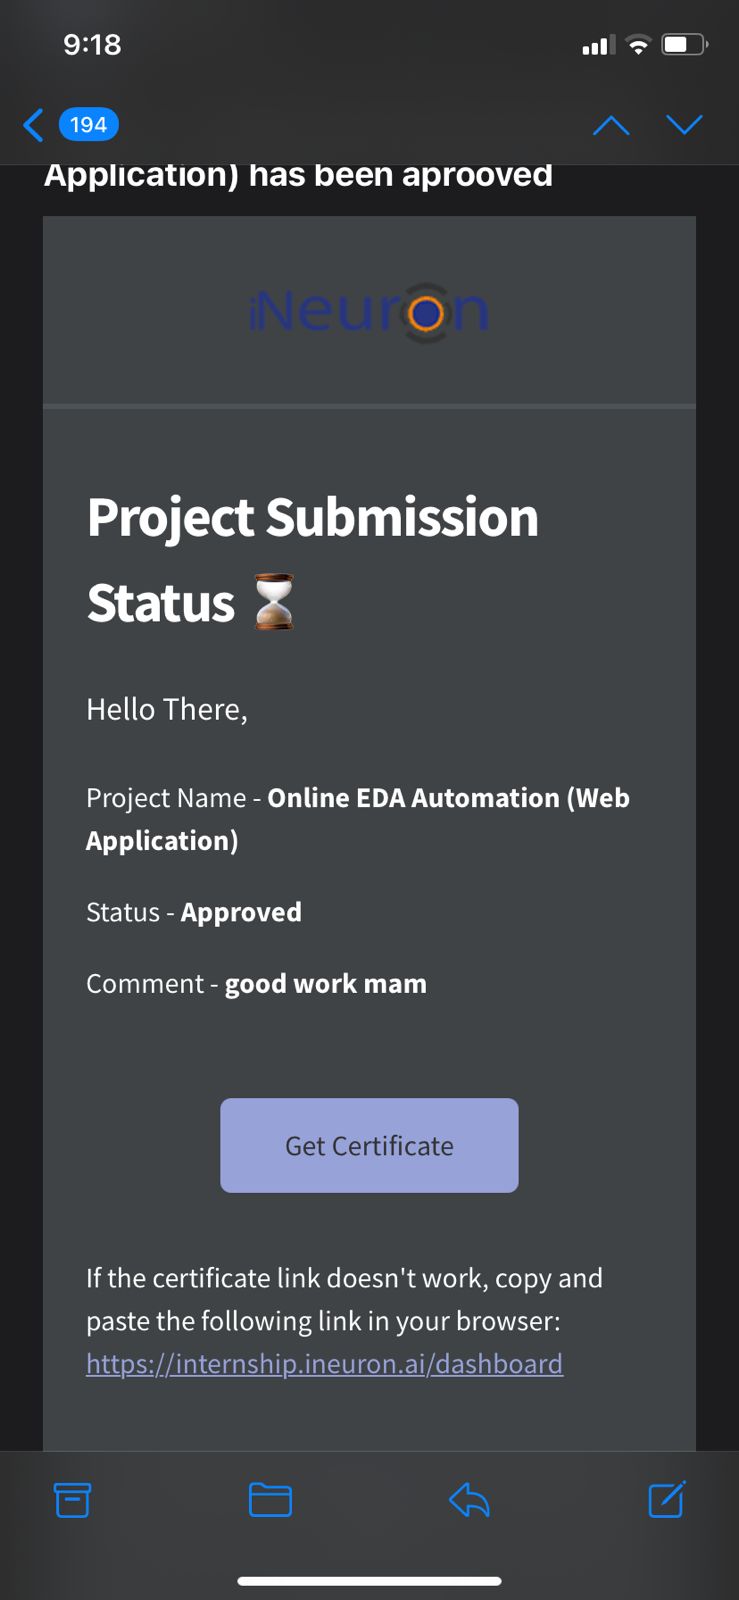 9:18
194
Application) has been aprooved
iNeuron
Project Submission
Status ⏳
Hello There,
Project Name - Online EDA Automation (Web
Application)
Status - Approved
Comment - good work mam
Get Certificate
If the certificate link doesn't work, copy and
paste the following link in your browser:
https://internship.ineuron.ai/dashboard